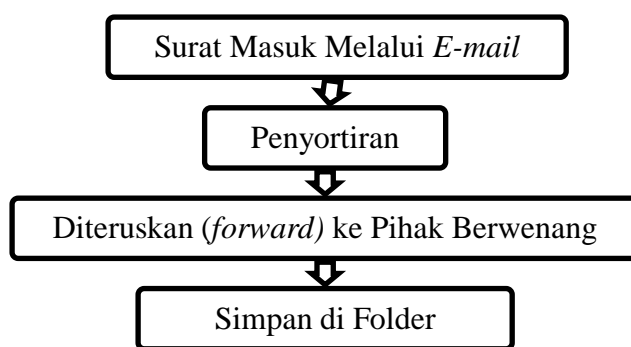 Surat Masuk Melalui E-mail
Penyortiran
Diteruskan (forward) ke Pihak Berwenang
Simpan di Folder